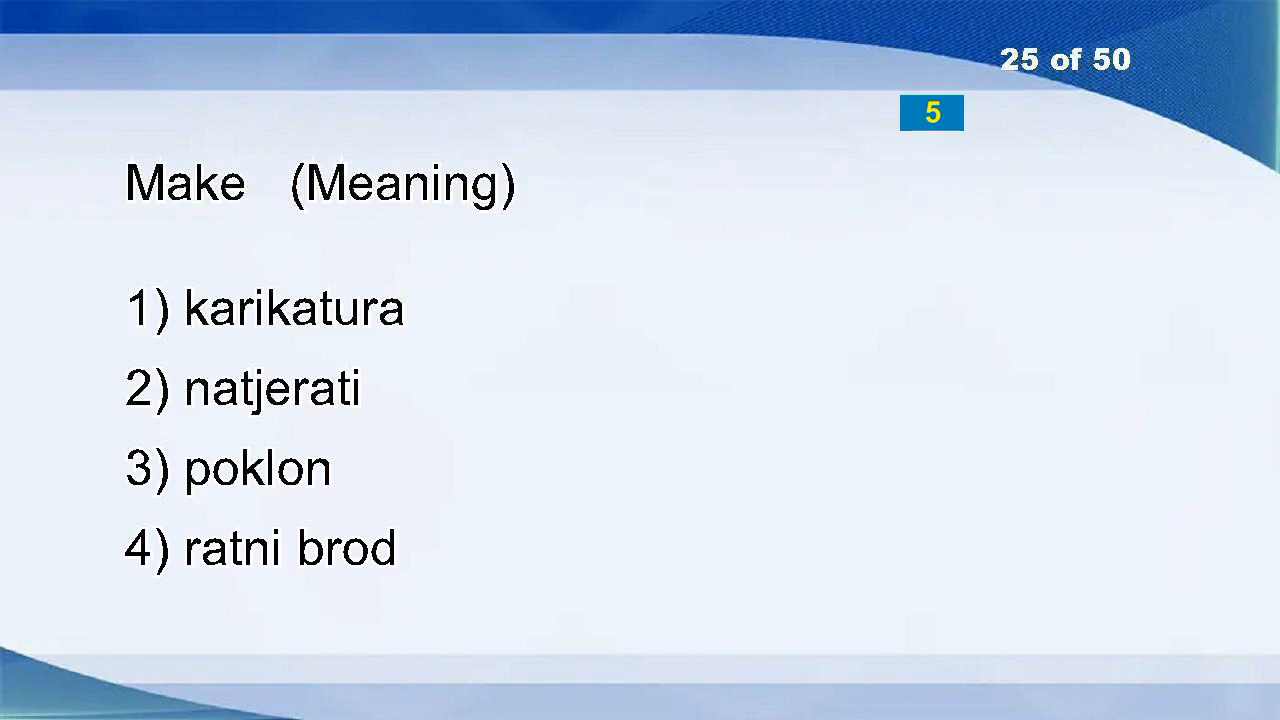 25 of 50
5
Make (Meaning)
1) karikatura
2) natjerati
3) poklon
4) ratni brod